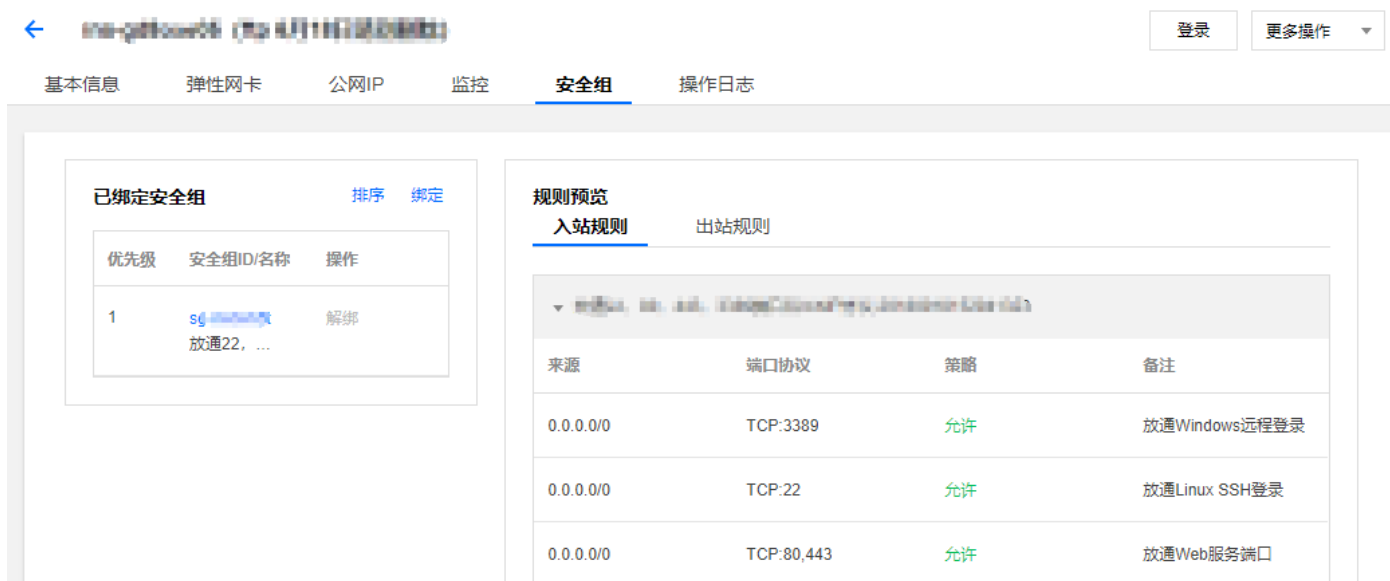 登录 更多操作
基本信息 弹性网卡 公网IP 监控 安全组 操作日志
已绑定安全组 排序 绑定
优先级 安全组ID/名称 操作
1 解绑
放通22，...
规则预览
入站规则 出站规则
来源 端口协议 策略 备注
0.0.0.0/0 TCP:3389 允许 放通Windows远程登录
0.0.0.0/0 TCP:22 允许 放通Linux SSH登录
0.0.0.0/0 TCP:80,443 允许 放通Web服务端口